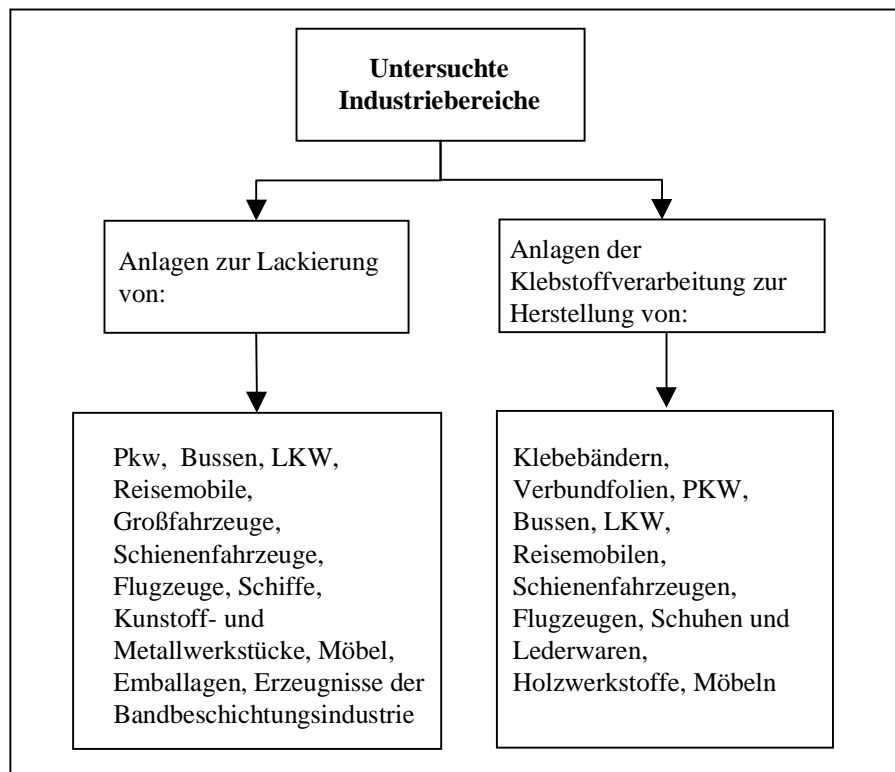 Untersuchte
Industriebereiche
Anlagen zur Lackierung
von:
Anlagen der
Klebstoffverarbeitung zur
Herstellung von:
Pkw, Bussen, LKW,
Reisemobile,
Großfahrzeuge,
Schienenfahrzeuge,
Flugzeuge, Schiffe,
Kunstoff- und
Metallwerkstücke, Möbel,
Emballagen, Erzeugnisse der
Bandbeschichtungsindustrie
Klebebändern,
Verbundfolien, PKW,
Bussen, LKW,
Reisemobilen,
Schienenfahrzeugen,
Flugzeugen, Schuhen und
Lederwaren,
Holzwerkstoffe, Möbeln